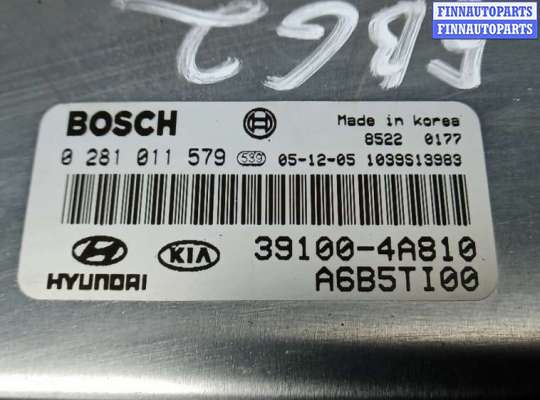 FINNAUTOPARTS
FINNAUTOPARTS
BOSCH
Made in korea
8522 0177
0 281 011 579 539 05-12-05 1039S13983
HYUNDAI
KIA
39100-4A810
A6B5TI00